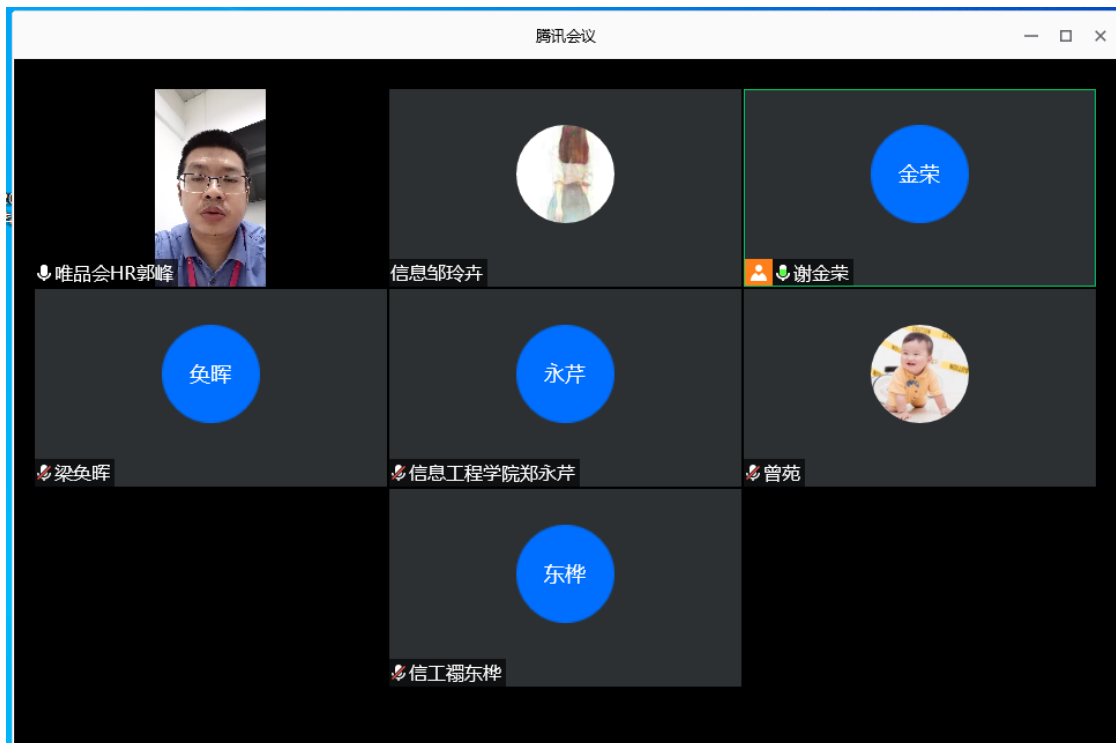 腾讯会议
唯品会HR郭峰
信息邹玲卉
金荣
谢金荣
奂晖
梁奂晖
永芹
信息工程学院郑永芹
曾苑
东桦
信工禤东桦